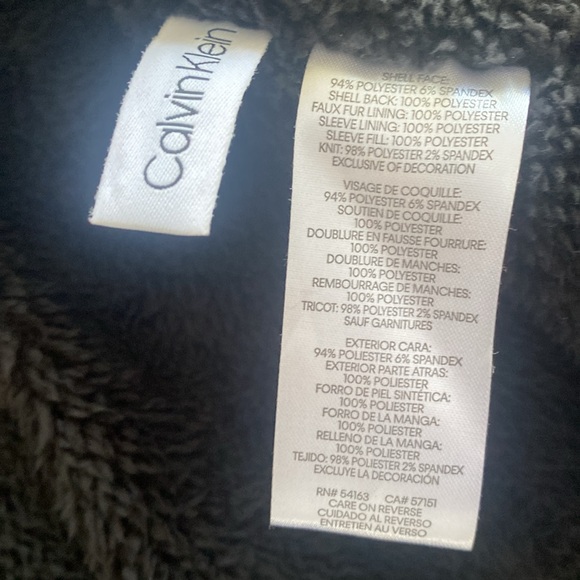 Calvin Klein
SHELL FACE:
94% POLYESTER 6% SPANDEX
SHELL BACK: 100% POLYESTER
FAUX FUR LINING: 100% POLYESTER
SLEEVE LINING: 100% POLYESTER
SLEEVE FILL: 100% POLYESTER
KNIT: 98% POLYESTER 2% SPANDEX
EXCLUSIVE OF DECORATION
VISAGE DE COQUILLE:
94% POLYESTER 6% SPANDEX
SOUTIEN DE COQUILLE:
100% POLYESTER
DOUBLURE EN FAUSSE FOURRURE:
100% POLYESTER
DOUBLURE DE MANCHES:
100% POLYESTER
REMBOURRAGE DE MANCHES:
100% POLYESTER
TRICOT: 98% POLYESTER 2% SPANDEX
SAUF GARNITURES
EXTERIOR CARA:
94% POLIESTER 6% SPANDEX
EXTERIOR PARTE ATRAS:
100% POLIESTER
FORRO DE PIEL SINTÉTICA:
100% POLIESTER
FORRO DE LA MANGA:
100% POLIESTER
RELLENO DE LA MANGA:
100% POLIESTER
TEJIDO: 98% POLIESTER 2% SPANDEX
EXCLUYE LA DECORACIÓN
RN# 54163 CA# 57151
CARE ON REVERSE
CUIDADO AL REVERSO
ENTRETIEN AU VERSO